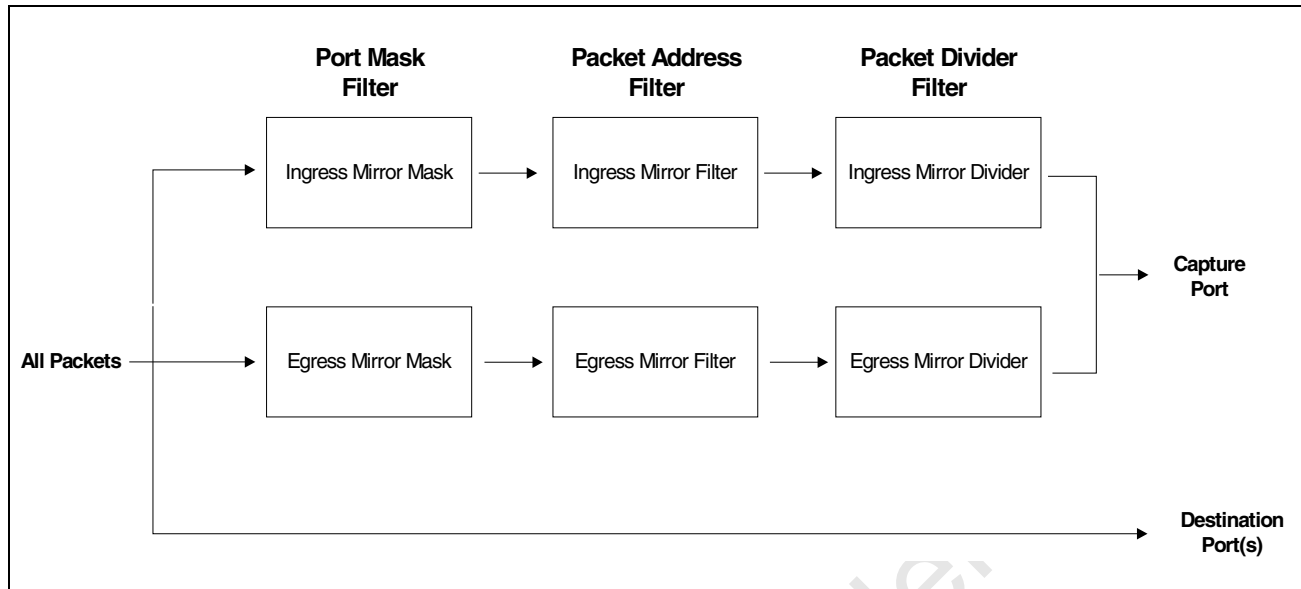 Port Mask
Filter
Packet Address
Filter
Packet Divider
Filter
Ingress Mirror Mask
Ingress Mirror Filter
Ingress Mirror Divider
Capture
Port
All Packets
Egress Mirror Mask
Egress Mirror Filter
Egress Mirror Divider
Destination
Port(s)